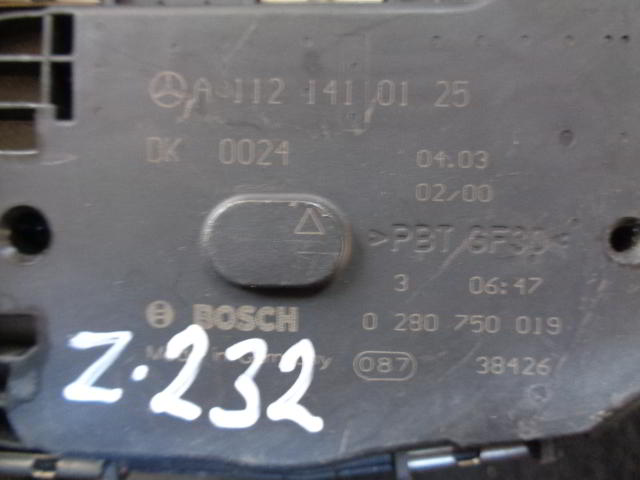 A 112 141 01 25
DK 0024 04.03
02/00
>PBT GF30<
3 06:47
BOSCH 0 280 750 019
Made in Germany 087 38426
Z.232